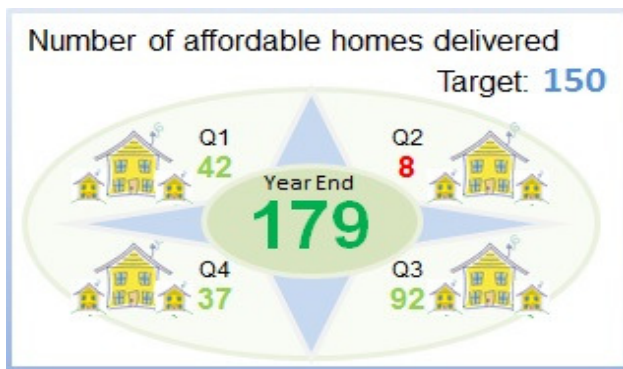 Number of affordable homes delivered
Target: 150
Q1
42
Q2
8
Year End
179
Q4
37
Q3
92